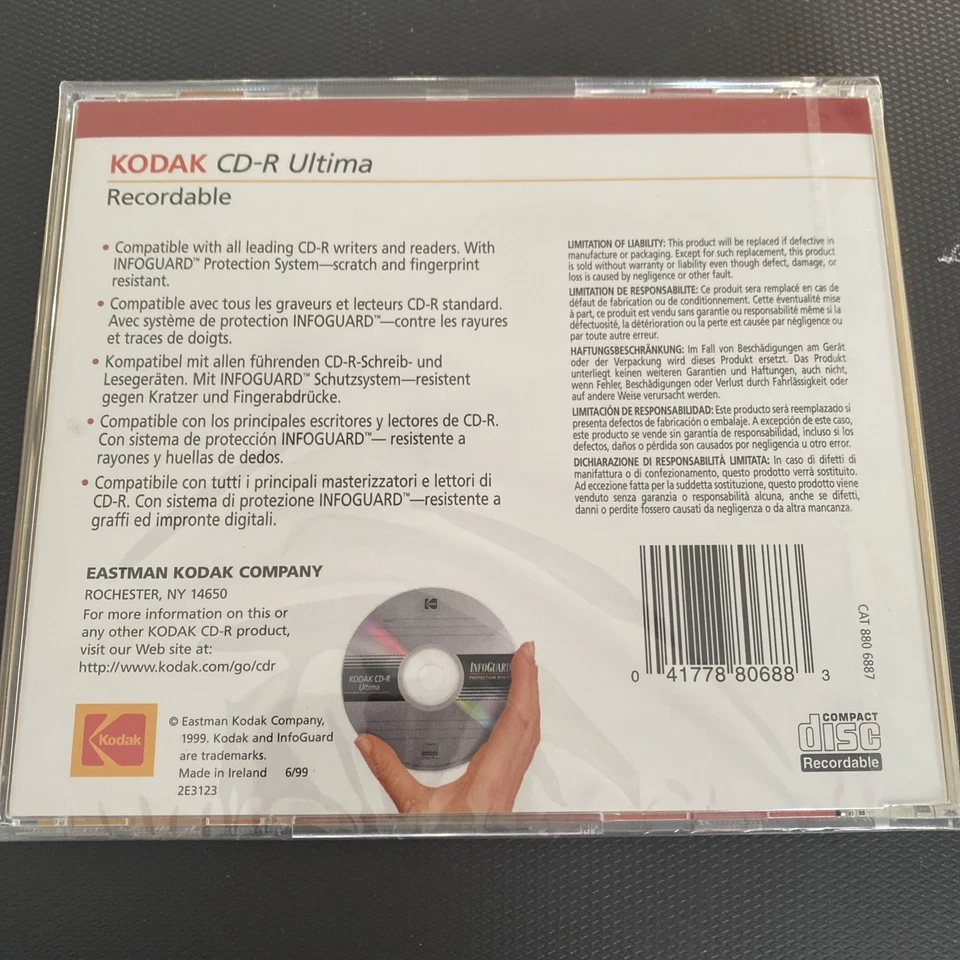 KODAK CD-R Ultima
Recordable
• Compatible with all leading CD-R writers and readers. With
INFOGUARD™ Protection System—scratch and fingerprint
resistant.
• Compatible avec tous les graveurs et lecteurs CD-R standard.
Avec système de protection INFOGUARD™—contre les rayures
et traces de doigts.
• Kompatibel mit allen führenden CD-R-Schreib- und
Lesegeräten. Mit INFOGUARD™ Schutzsystem—resistent
gegen Kratzer und Fingerabdrücke.
• Compatible con los principales escritores y lectores de CD-R.
Con sistema de protección INFOGUARD™— resistente a
rayones y huellas de dedos.
• Compatibile con tutti i principali masterizzatori e lettori di
CD-R. Con sistema di protezione INFOGUARD™—resistente a
graffi ed impronte digitali.
LIMITATION OF LIABILITY: This product will be replaced if defective in
manufacture or packaging. Except for such replacement, this product
is sold without warranty or liability even though defect, damage, or
loss is caused by negligence or other fault.
LIMITATION DE RESPONSABILITE: Ce produit sera remplacé en cas de
défaut de fabrication ou de conditionnement. Cette éventualité mise
à part, ce produit est vendu sans garantie ou responsabilité même si la
défectuosité, la détérioration ou la perte est causée par négligence ou
par toute autre erreur.
HAFTUNGSBESCHRÄNKUNG: Im Fall von Beschädigungen am Gerät
oder der Verpackung wird dieses Produkt ersetzt. Das Produkt
unterliegt keinen weiteren Garantien und Haftungen, auch nicht,
wenn Fehler, Beschädigungen oder Verlust durch Fahrlässigkeit oder
auf andere Weise verursacht werden.
LIMITACIÓN DE RESPONSABILIDAD: Este producto será reemplazado si
presenta defectos de fabricación o embalaje. A excepción de este caso,
este producto se vende sin garantía de responsabilidad, incluso si los
defectos, daños o pérdida son causados por negligencia u otro error.
DICHIARAZIONE DI RESPONSABILITÀ LIMITATA: In caso di difetti di
manifattura o di confezionamento, questo prodotto verrà sostituito.
Ad eccezione fatta per la suddetta sostituzione, questo prodotto viene
venduto senza garanzia o responsabilità alcuna, anche se difetti,
danni o perdite fossero causati da negligenza o da altra mancanza.
EASTMAN KODAK COMPANY
ROCHESTER, NY 14650
For more information on this or
any other KODAK CD-R product,
visit our Web site at:
http://www.kodak.com/go/cdr
Kodak
© Eastman Kodak Company,
1999. Kodak and InfoGuard
are trademarks.
Made in Ireland 6/99
2E3123
KODAK CD-R
Ultima
INFOGUARD
0 41778 80688 3
CAT 880 6887
COMPACT
disc
Recordable